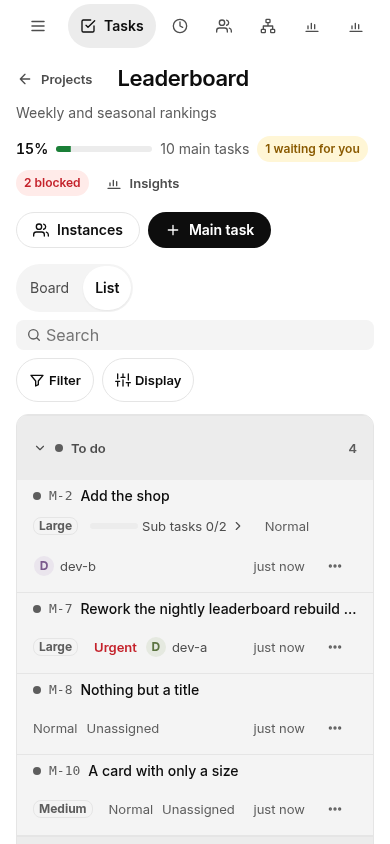 Tasks
Projects
Leaderboard
Weekly and seasonal rankings
15% 10 main tasks 1 waiting for you
2 blocked Insights
Instances Main task
Board List
Search
Filter Display
To do 4
M-2 Add the shop
Large Sub tasks 0/2 Normal
D dev-b just now
M-7 Rework the nightly leaderboard rebuild ...
Large Urgent D dev-a just now
M-8 Nothing but a title
Normal Unassigned just now
M-10 A card with only a size
Medium Normal Unassigned just now